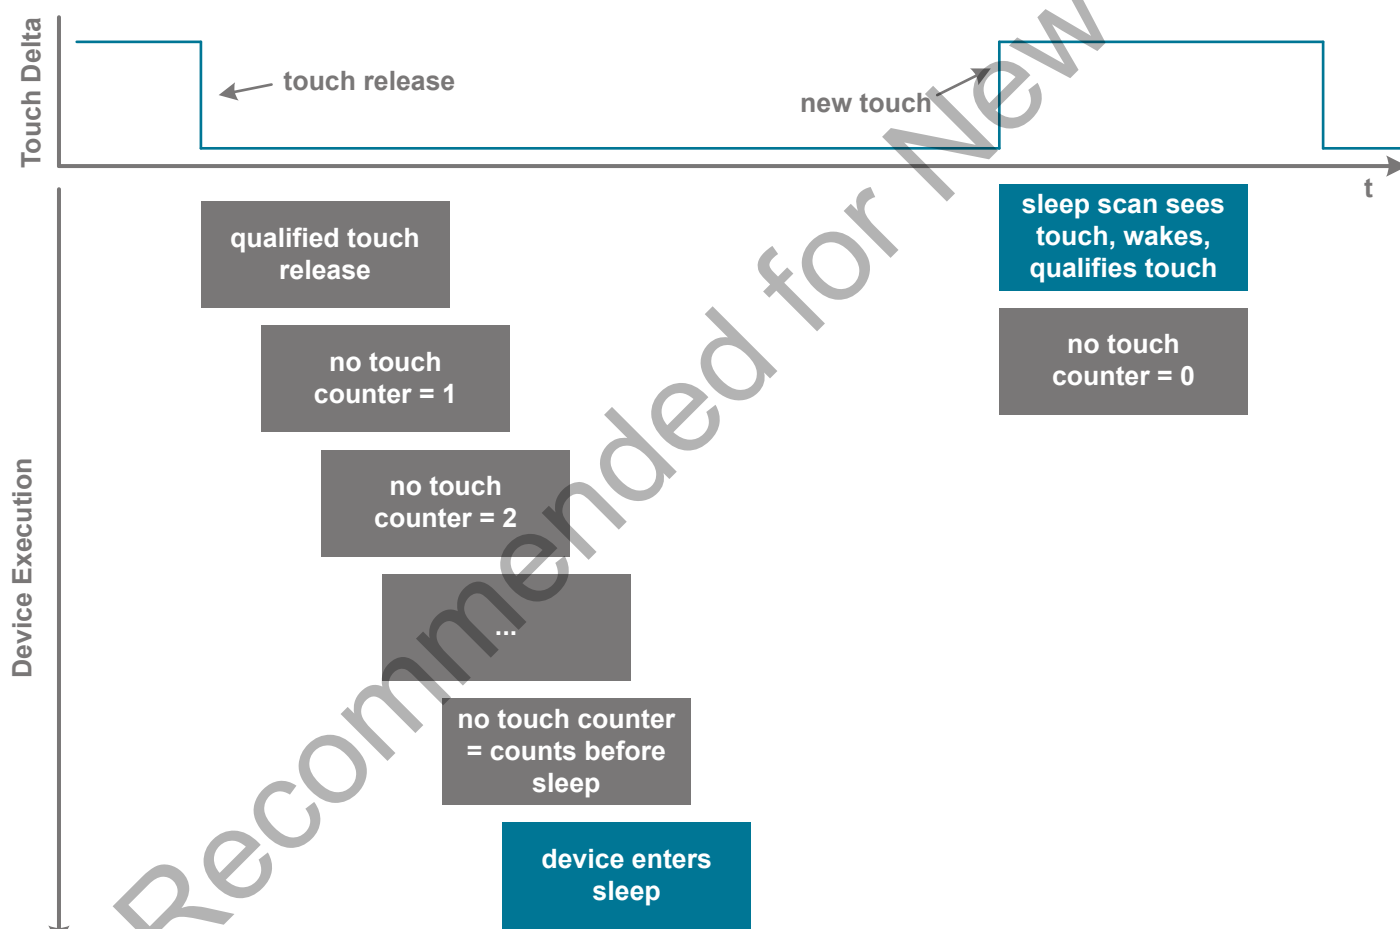 Touch Delta
touch release
new touch
t
Device Execution
qualified touch
release
no touch
counter = 1
no touch
counter = 2
...
no touch counter
= counts before
sleep
device enters
sleep
sleep scan sees
touch, wakes,
qualifies touch
no touch
counter = 0
Recommended for New